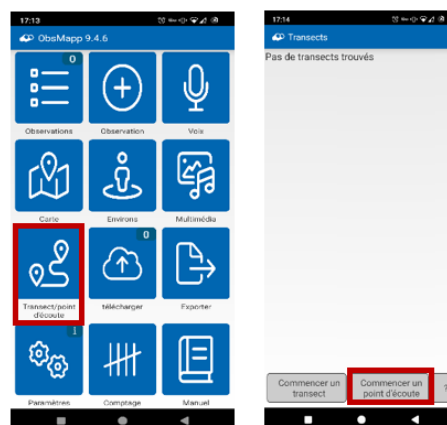 17:13
ObsMapp 9.4.6
0
Observations
Observation
Voix
Carte
Environs
Multimédia
0
Transect/point
d'écoute
télécharger
Exporter
1
Paramètres
Comptage
Manuel
17:14
Transects
Pas de transects trouvés
Commencer un
transect
Commencer un
point d'écoute
?